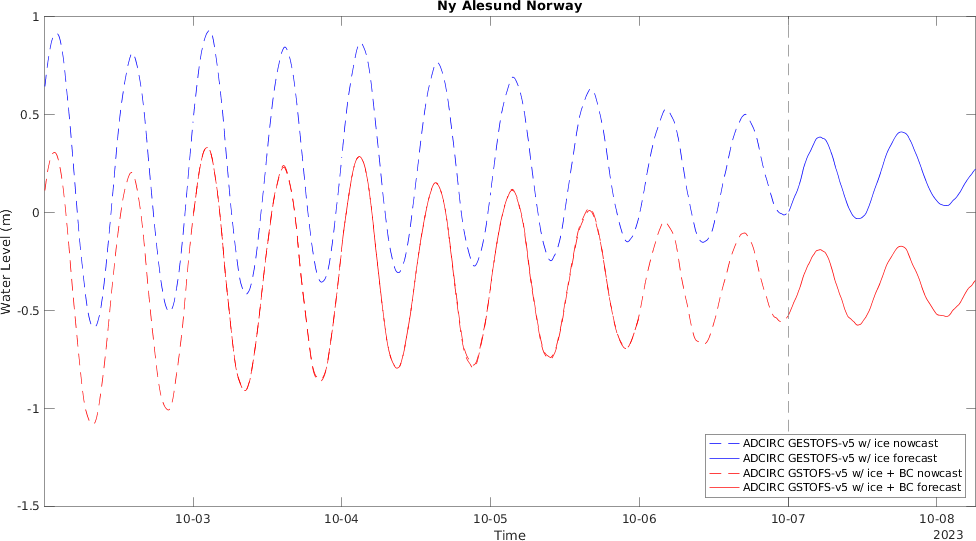 Ny Alesund Norway
Water Level (m)
1
0.5
0
-0.5
-1
-1.5
10-03
10-04
10-05
10-06
10-07
10-08
Time
2023
ADCIRC GESTOFS-v5 w/ ice nowcast
ADCIRC GESTOFS-v5 w/ ice forecast
ADCIRC GSTOFS-v5 w/ ice + BC nowcast
ADCIRC GSTOFS-v5 w/ ice + BC forecast